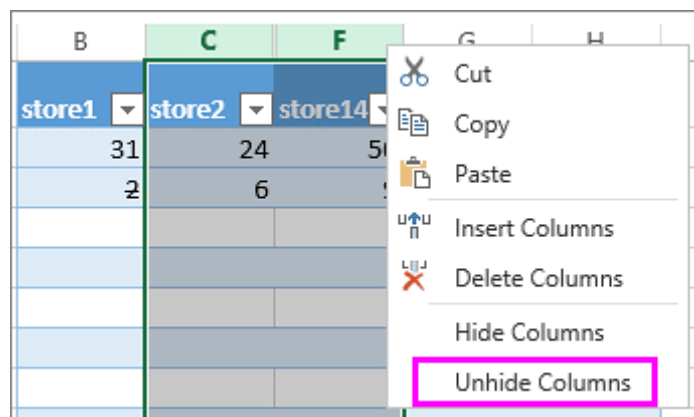 B C F G H
Cut
store1 store2 store14
Copy
31 24
Paste
2 6
Insert Columns
Delete Columns
Hide Columns
Unhide Columns